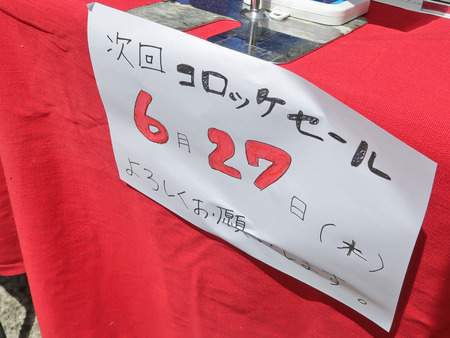 次回 コロッケセール
6月27日(木)
よろしくお願いします。